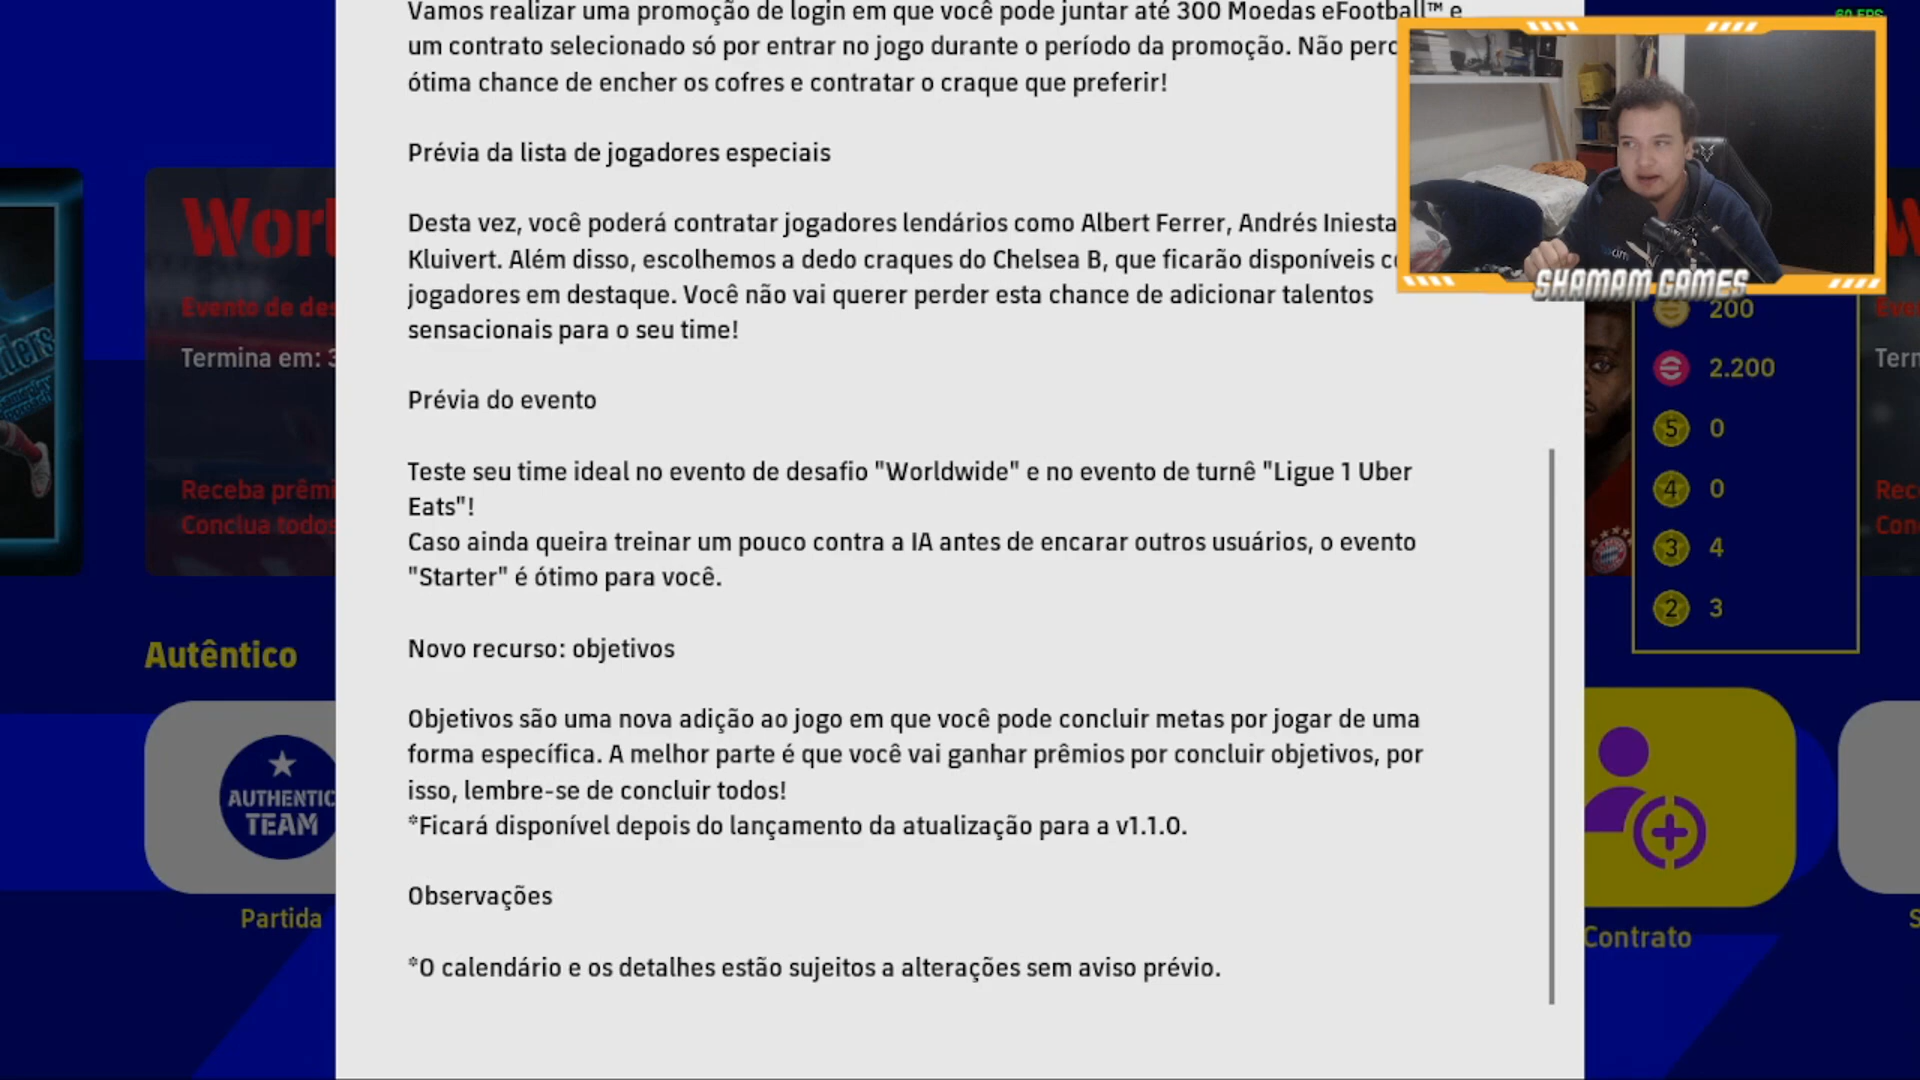 Vamos realizar uma promoção de login em que você pode juntar até 300 Moedas eFootball™ e
um contrato selecionado só por entrar no jogo durante o período da promoção. Não
ótima chance de encher os cofres e contratar o craque que preferir!
60 FPS
Prévia da lista de jogadores especiais
Desta vez, você poderá contratar jogadores lendários como Albert Ferrer, Andrés Iniesta
Kluivert. Além disso, escolhemos a dedo craques do Chelsea B, que ficarão disponíveis
jogadores em destaque. Você não vai querer perder esta chance de adicionar talentos
sensacionais para o seu time!
SHAMAM GAMES
Prévia do evento
Teste seu time ideal no evento de desafio "Worldwide" e no evento de turnê "Ligue 1 Uber
Eats"!
Caso ainda queira treinar um pouco contra a IA antes de encarar outros usuários, o evento
"Starter" é ótimo para você.
Novo recurso: objetivos
Objetivos são uma nova adição ao jogo em que você pode concluir metas por jogar de uma
forma específica. A melhor parte é que você vai ganhar prêmios por concluir objetivos, por
isso, lembre-se de concluir todos!
*Ficará disponível depois do lançamento da atualização para a v1.1.0.
Observações
*O calendário e os detalhes estão sujeitos a alterações sem aviso prévio.
Evento de
Termina em: 3
Receba
Conclua todos
Autêntico
AUTHENTIC
TEAM
Partida
200
2.200
5 0
4 0
3 4
2 3
Contrato